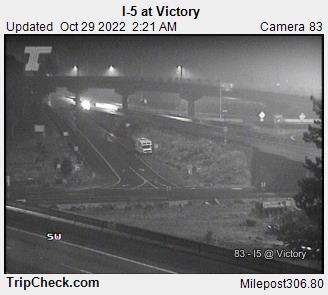 I-5 at Victory
Updated Oct 29 2022 2:21 AM Camera 83
T
SW
83 - I5 @ Victory
TripCheck.com Milepost306.80